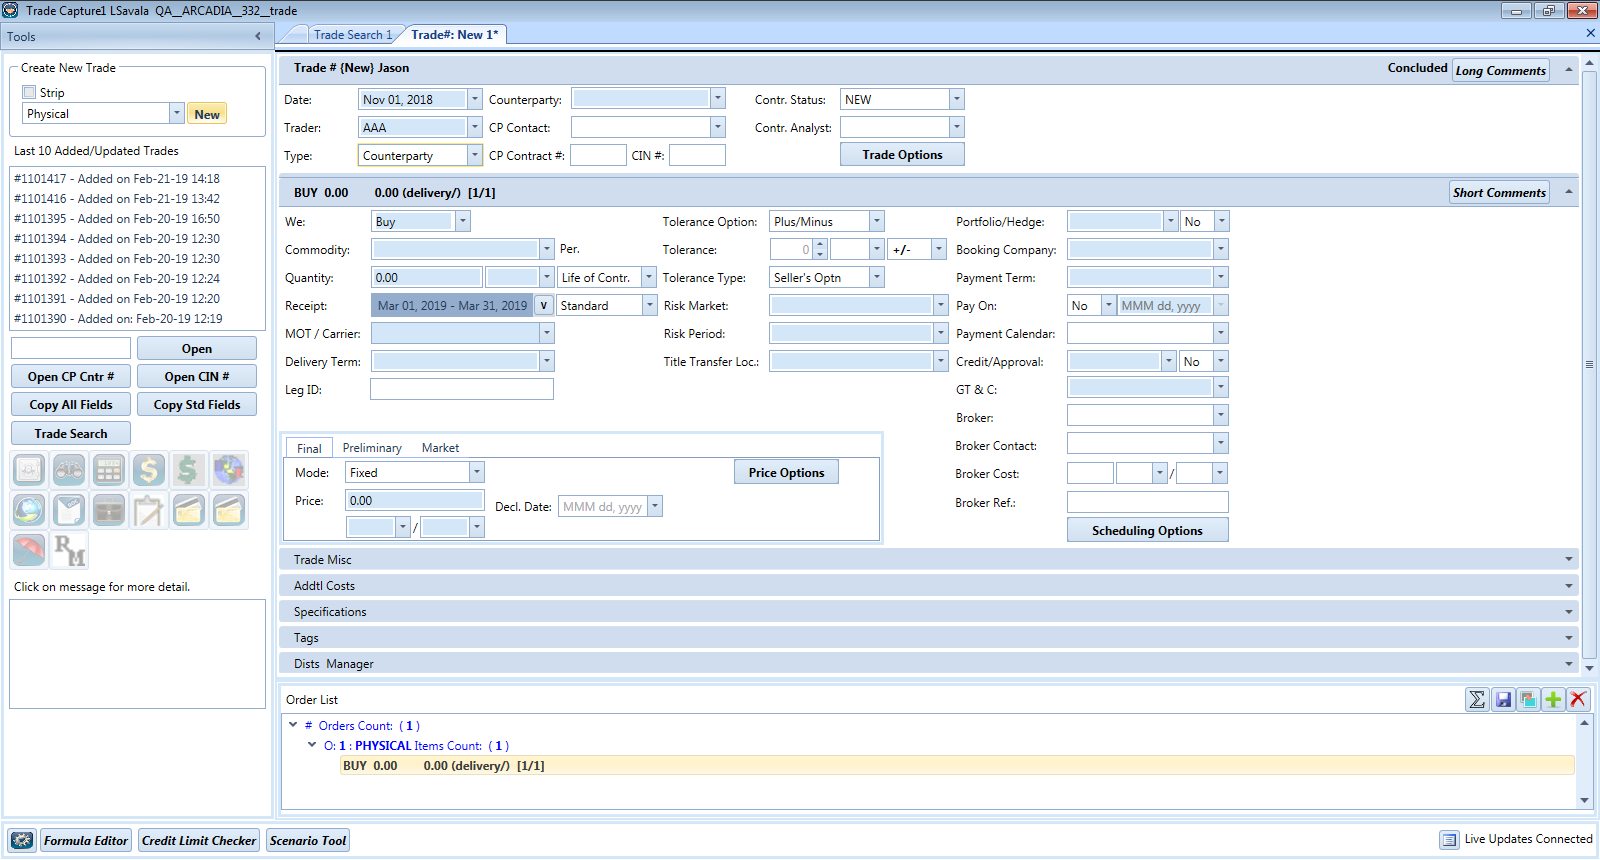 Trade Capture1 LSavala QA__ARCADIA__332__trade
Tools
Trade Search 1
Trade#: New 1*
Create New Trade
Strip
Physical
New
Last 10 Added/Updated Trades
#1101417 - Added on Feb-21-19 14:18
#1101416 - Added on Feb-21-19 13:42
#1101395 - Added on Feb-20-19 16:50
#1101394 - Added on Feb-20-19 12:30
#1101393 - Added on Feb-20-19 12:30
#1101392 - Added on Feb-20-19 12:24
#1101391 - Added on Feb-20-19 12:20
#1101390 - Added on: Feb-20-19 12:19
Open
Open CP Cntr # Open CIN #
Copy All Fields Copy Std Fields
Trade Search
RM
Click on message for more detail.
Trade # {New} Jason Concluded Long Comments
Date: Nov 01, 2018 Counterparty: Contr. Status: NEW
Trader: AAA CP Contact: Contr. Analyst:
Type: Counterparty CP Contract #: CIN #: Trade Options
BUY 0.00 0.00 (delivery/) [1/1] Short Comments
We: Buy Tolerance Option: Plus/Minus Portfolio/Hedge: No
Commodity: Per. Tolerance: 0 +/- Booking Company:
Quantity: 0.00 Life of Contr. Tolerance Type: Seller's Optn Payment Term:
Receipt: Mar 01, 2019 - Mar 31, 2019 v Standard Risk Market: Pay On: No MMM dd, yyyy
MOT / Carrier: Risk Period: Payment Calendar:
Delivery Term: Title Transfer Loc.: Credit/Approval: No
Leg ID: GT & C:
Broker:
Broker Contact:
Broker Cost: /
Broker Ref.:
Scheduling Options
Final Preliminary Market
Mode: Fixed Price Options
Price: 0.00 Decl. Date: MMM dd, yyyy
/
Trade Misc
Addtl Costs
Specifications
Tags
Dists Manager
Order List
# Orders Count: ( 1 )
O: 1 : PHYSICAL Items Count: ( 1 )
BUY 0.00 0.00 (delivery/) [1/1]
Formula Editor Credit Limit Checker Scenario Tool Live Updates Connected